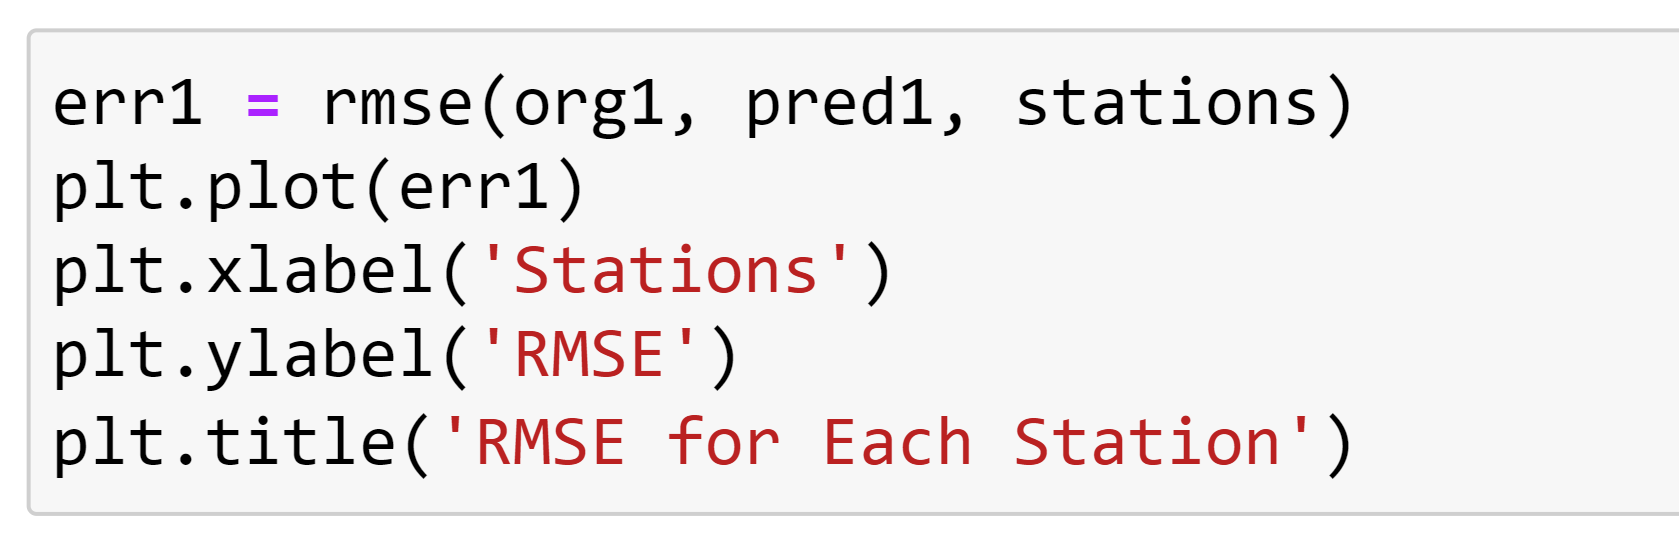 err1 = rmse(org1, pred1, stations)
plt.plot(err1)
plt.xlabel('Stations')
plt.ylabel('RMSE')
plt.title('RMSE for Each Station')